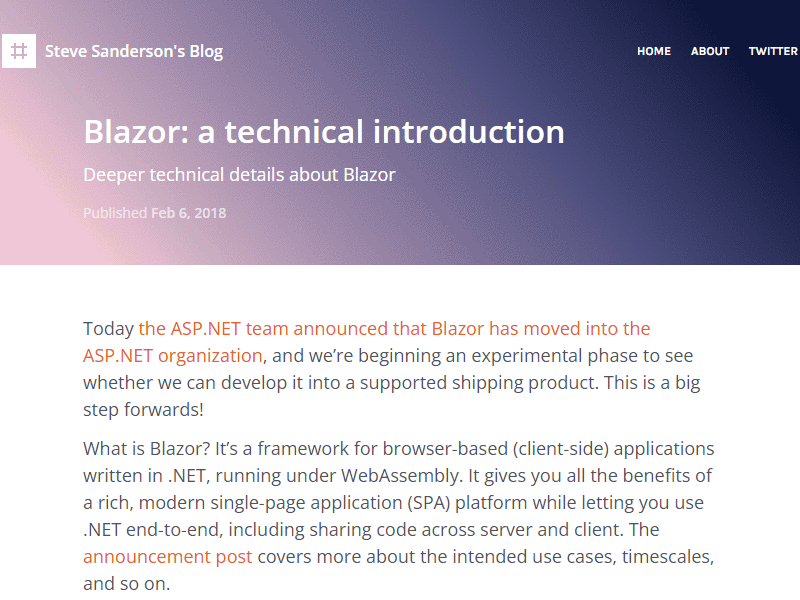 Steve Sanderson's Blog
HOME ABOUT TWITTER
Blazor: a technical introduction
Deeper technical details about Blazor
Published Feb 6, 2018
Today the ASP.NET team announced that Blazor has moved into the
ASP.NET organization, and we’re beginning an experimental phase to see
whether we can develop it into a supported shipping product. This is a big
step forwards!
What is Blazor? It’s a framework for browser-based (client-side) applications
written in .NET, running under WebAssembly. It gives you all the benefits of
a rich, modern single-page application (SPA) platform while letting you use
.NET end-to-end, including sharing code across server and client. The
announcement post covers more about the intended use cases, timescales,
and so on.